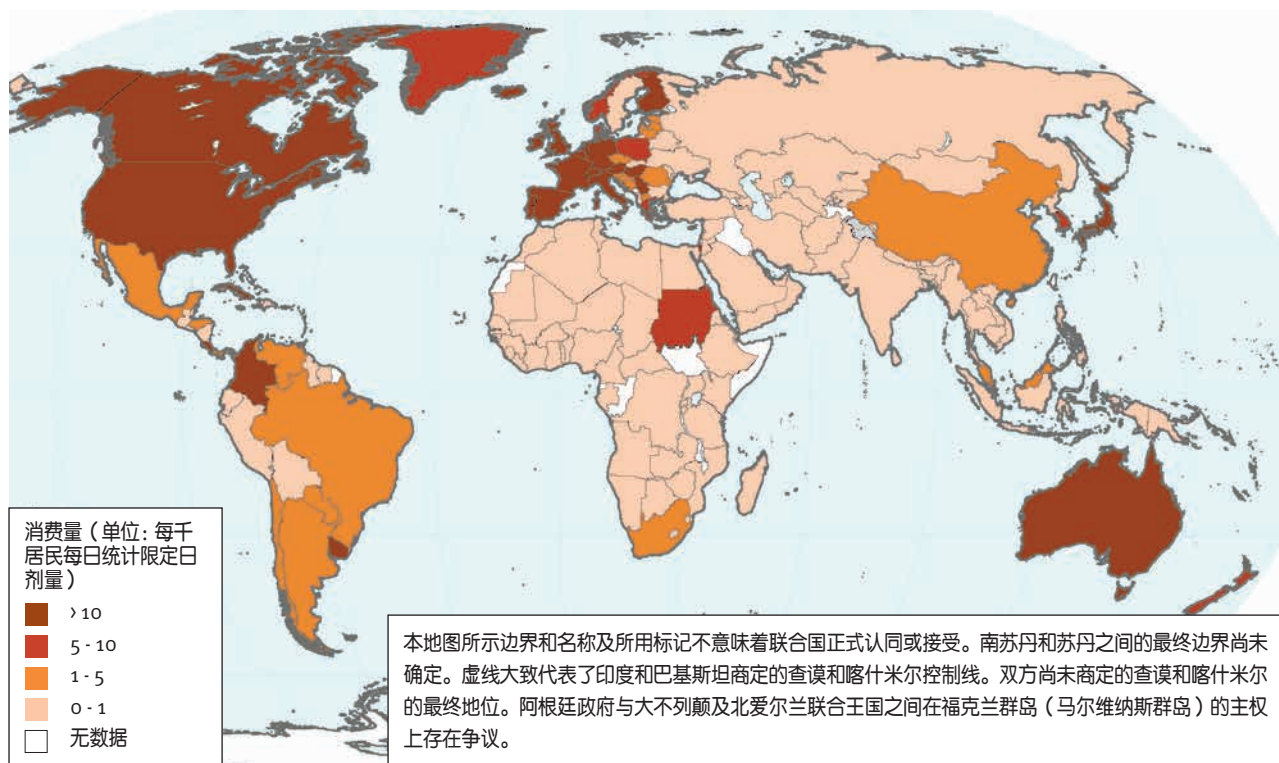 消费量（单位：每千
居民每日统计限定日
剂量）
>10
5 - 10
1 - 5
0 - 1
无数据
本地图所示边界和名称及所用标记不意味着联合国正式认同或接受。南苏丹和苏丹之间的最终边界尚未
确定。虚线大致代表了印度和巴基斯坦商定的查谟和喀什米尔控制线。双方尚未商定的查谟和喀什米尔
的最终地位。阿根廷政府与大不列颠及北爱尔兰联合王国之间在福克兰群岛（马尔维纳斯群岛）的主权
上存在争议。